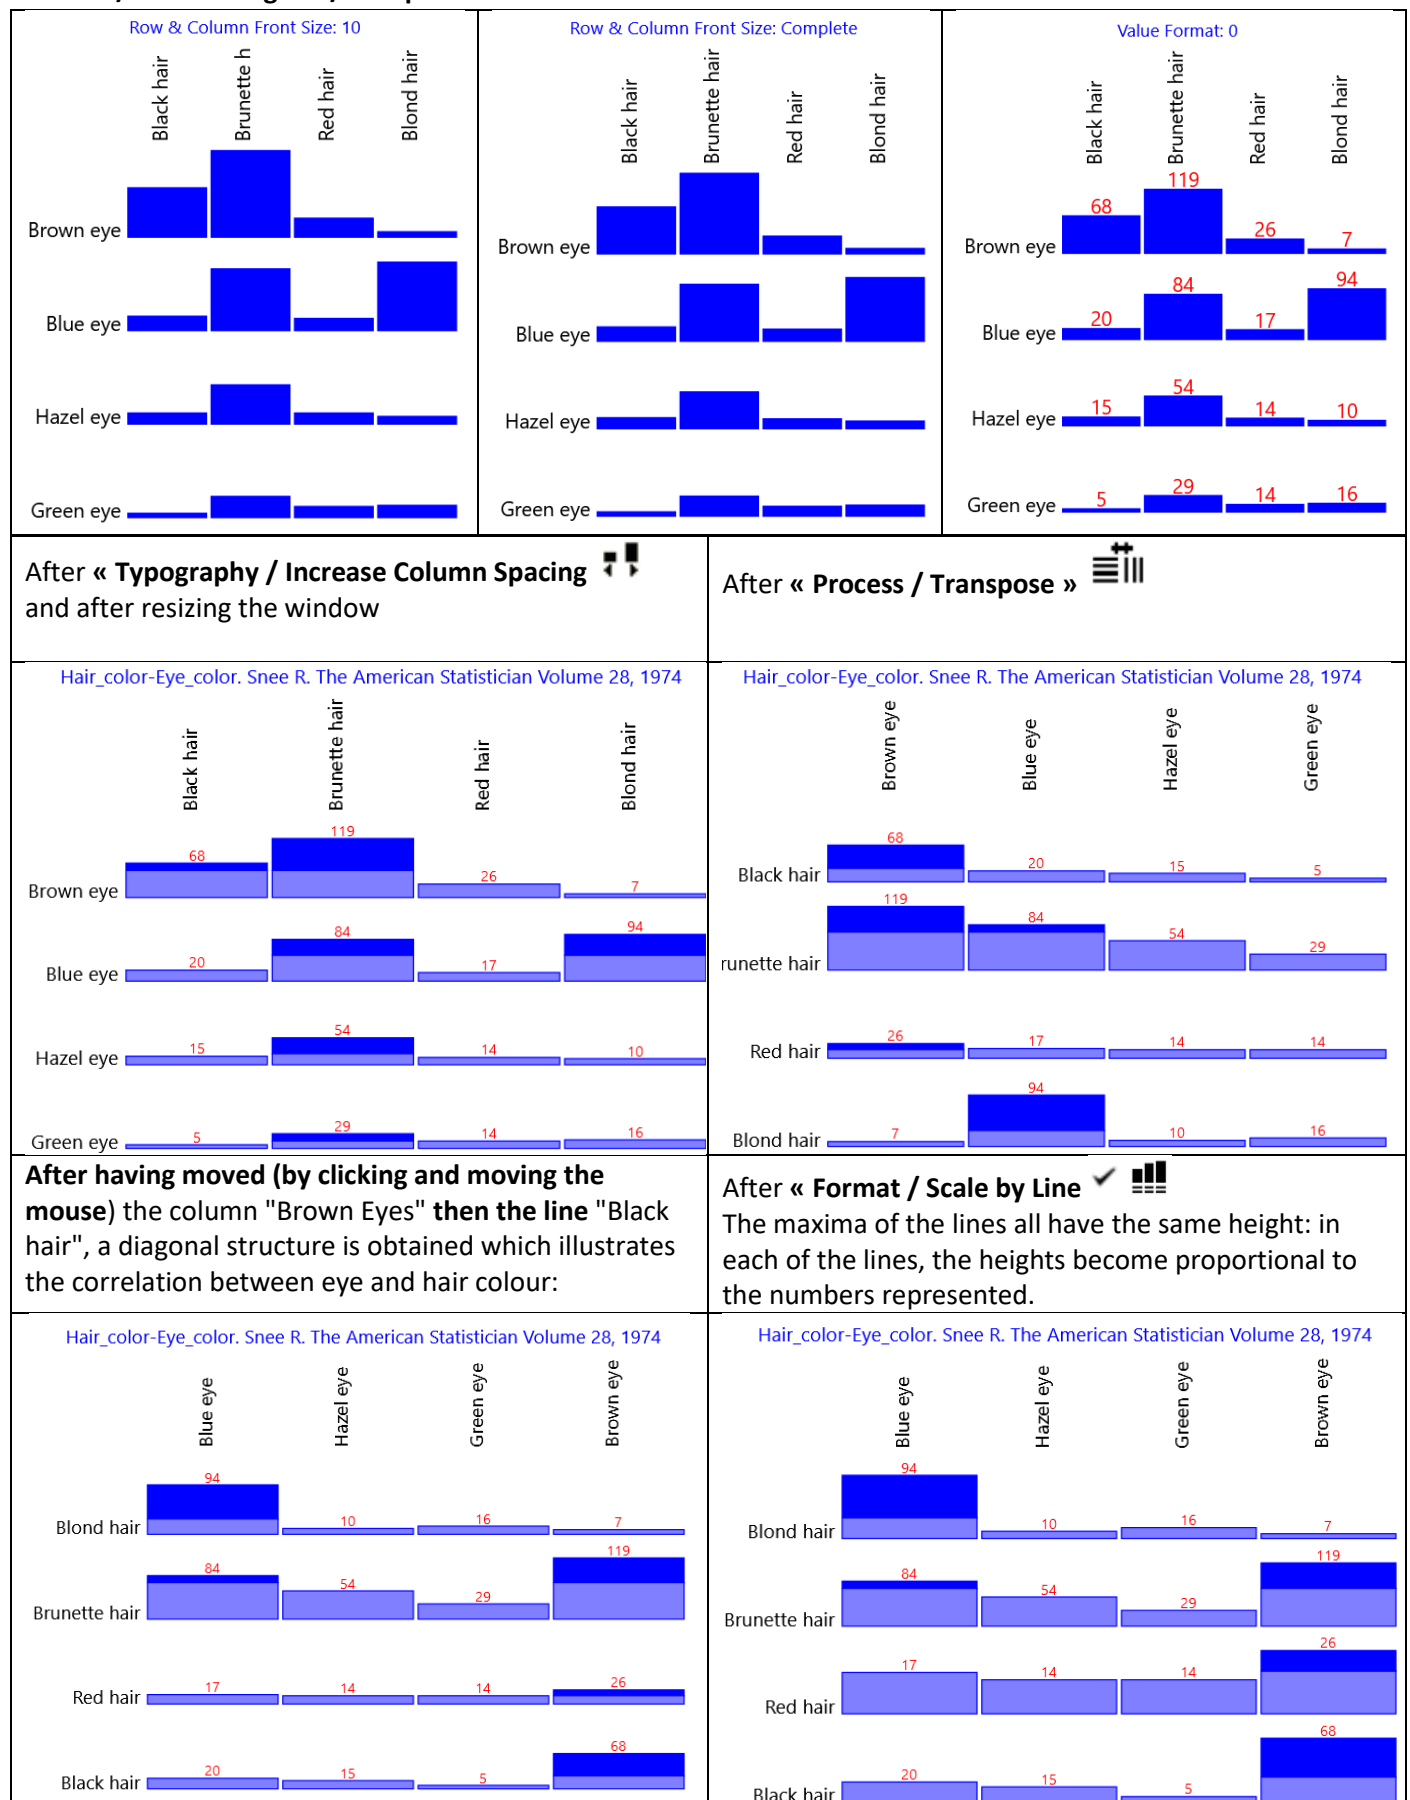 Row & Column Front Size: 10
Black hair
Brunette h
Red hair
Blond hair
Brown eye
Blue eye
Hazel eye
Green eye
Row & Column Front Size: Complete
Black hair
Brunette hair
Red hair
Blond hair
Brown eye
Blue eye
Hazel eye
Green eye
Value Format: 0
Black hair
Brunette hair
Red hair
Blond hair
Brown eye 68 119 26 7
Blue eye 20 84 17 94
Hazel eye 15 54 14 10
Green eye 5 29 14 16
After « Typography / Increase Column Spacing
and after resizing the window
After « Process / Transpose »
Hair_color-Eye_color. Snee R. The American Statistician Volume 28, 1974
Black hair
Brunette hair
Red hair
Blond hair
Brown eye 68 119 26 7
Blue eye 20 84 17 94
Hazel eye 15 54 14 10
Green eye 5 29 14 16
Hair_color-Eye_color. Snee R. The American Statistician Volume 28, 1974
Brown eye
Blue eye
Hazel eye
Green eye
Black hair 68 20 15 5
runette hair 119 84 54 29
Red hair 26 17 14 14
Blond hair 7 94 10 16
After having moved (by clicking and moving the
mouse) the column "Brown Eyes" then the line "Black
hair", a diagonal structure is obtained which illustrates
the correlation between eye and hair colour:
After « Format / Scale by Line
The maxima of the lines all have the same height: in
each of the lines, the heights become proportional to
the numbers represented.
Hair_color-Eye_color. Snee R. The American Statistician Volume 28, 1974
Blue eye
Hazel eye
Green eye
Brown eye
Blond hair 94 10 16 7
Brunette hair 84 54 29 119
Red hair 17 14 14 26
Black hair 20 15 5 68
Hair_color-Eye_color. Snee R. The American Statistician Volume 28, 1974
Blue eye
Hazel eye
Green eye
Brown eye
Blond hair 94 10 16 7
Brunette hair 84 54 29 119
Red hair 17 14 14 26
Black hair 20 15 5 68